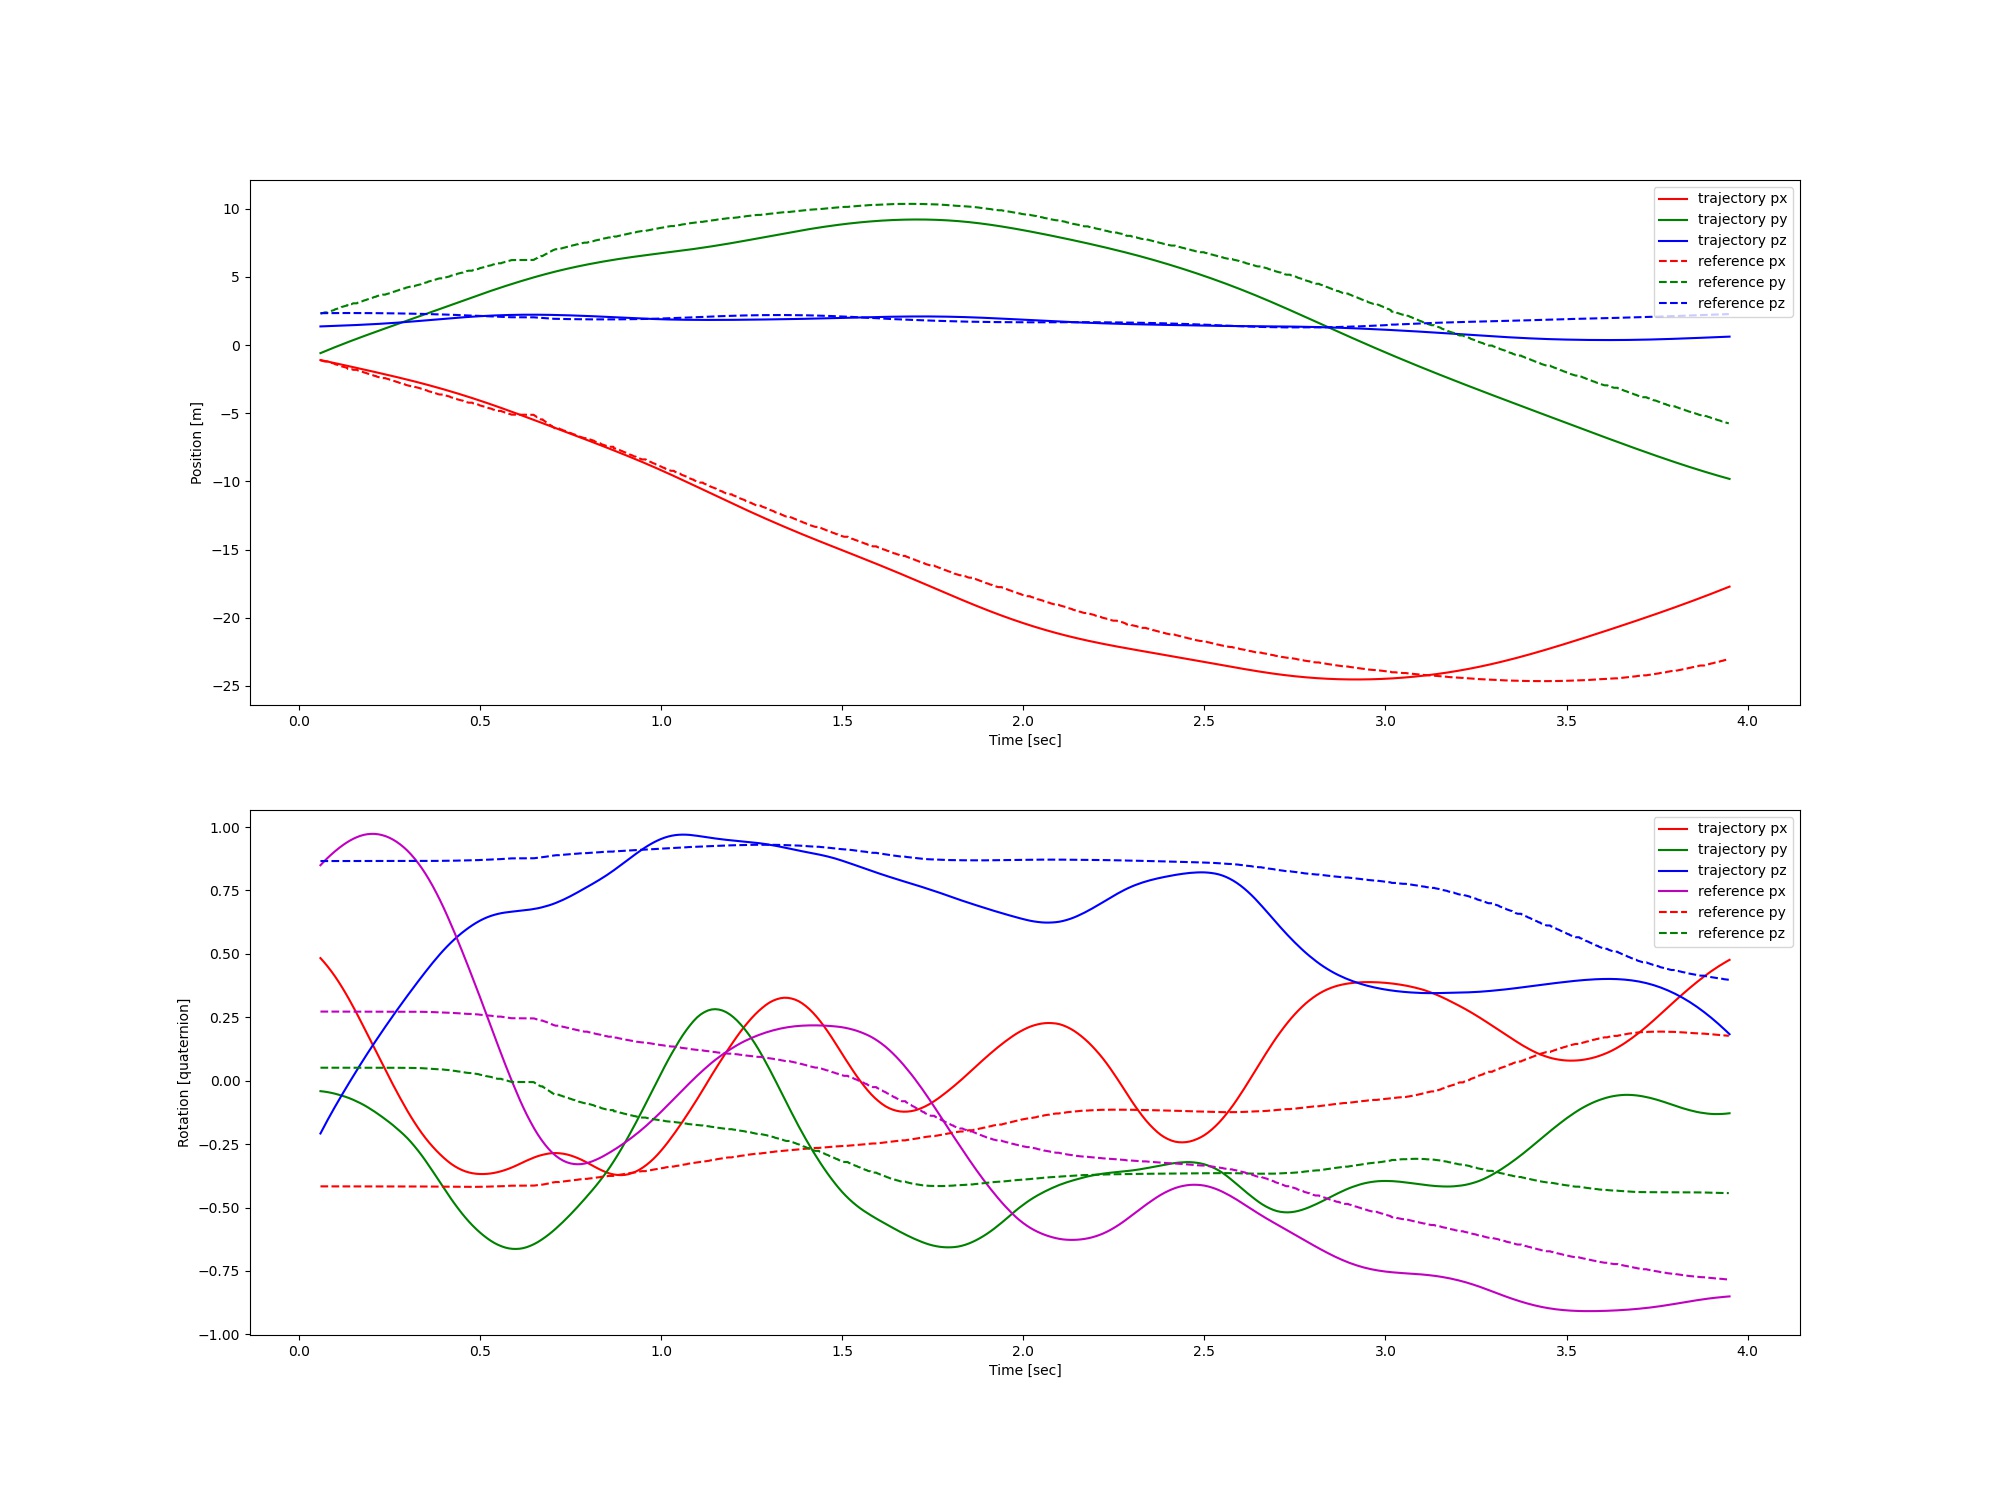 10
5
0
−5
−10
−15
−20
−25
Position [m]
trajectory px
trajectory py
trajectory pz
reference px
reference py
reference pz
0.0 0.5 1.0 1.5 2.0 2.5 3.0 3.5 4.0
Time [sec]
1.00
0.75
0.50
0.25
0.00
−0.25
−0.50
−0.75
−1.00
Rotation [quaternion]
trajectory px
trajectory py
trajectory pz
reference px
reference py
reference pz
0.0 0.5 1.0 1.5 2.0 2.5 3.0 3.5 4.0
Time [sec]